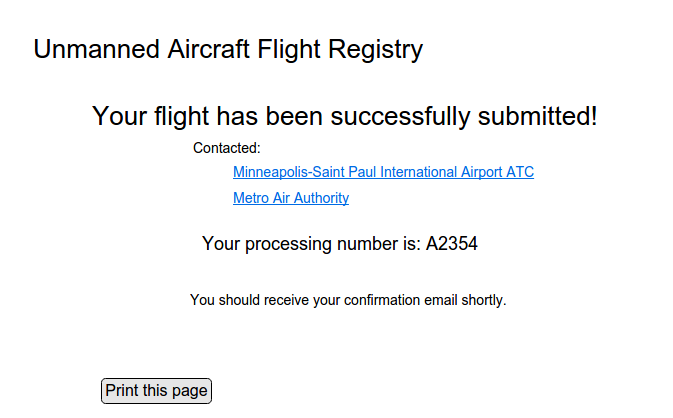 Unmanned Aircraft Flight Registry
Your flight has been successfully submitted!
Contacted:
Minneapolis-Saint Paul International Airport ATC
Metro Air Authority
Your processing number is: A2354
You should receive your confirmation email shortly.
Print this page